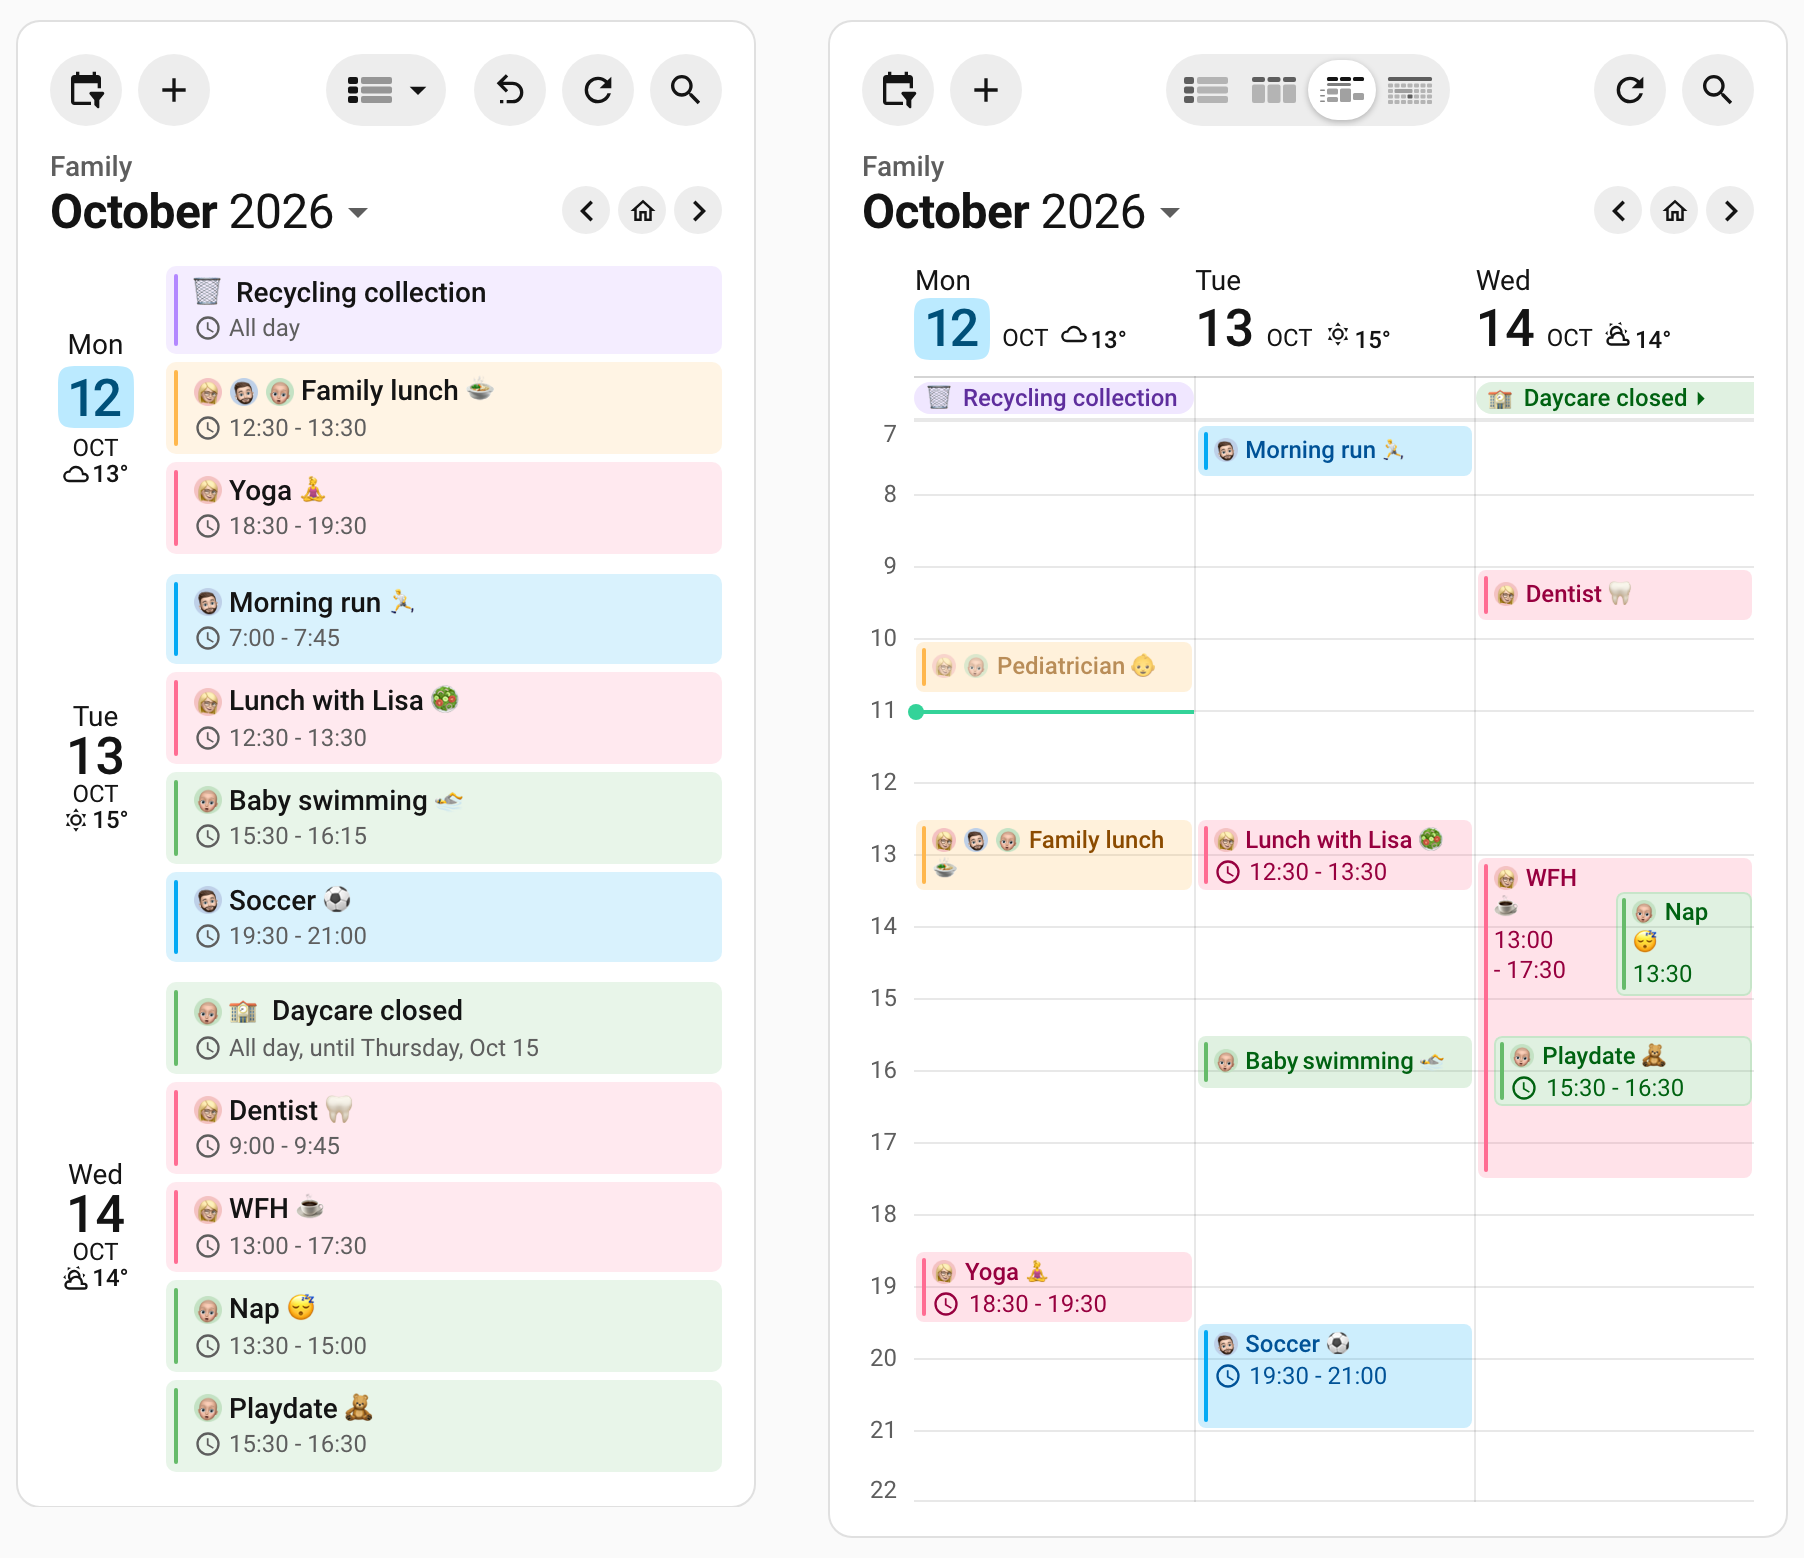 Family
October 2026
Mon
12
OCT
13°
Recycling collection
All day
Family lunch
12:30 - 13:30
Yoga
18:30 - 19:30
Tue
13
OCT
15°
Morning run
7:00 - 7:45
Lunch with Lisa
12:30 - 13:30
Baby swimming
15:30 - 16:15
Soccer
19:30 - 21:00
Wed
14
OCT
14°
Daycare closed
All day, until Thursday, Oct 15
Dentist
9:00 - 9:45
WFH
13:00 - 17:30
Nap
13:30 - 15:00
Playdate
15:30 - 16:30
Family
October 2026
Mon
12 OCT 13°
Tue
13 OCT 15°
Wed
14 OCT 14°
Recycling collection
Daycare closed
7
8
9
10
11
12
13
14
15
16
17
18
19
20
21
22
Pediatrician
Family lunch
Yoga
18:30 - 19:30
Morning run
Lunch with Lisa
12:30 - 13:30
Baby swimming
Soccer
19:30 - 21:00
Dentist
WFH
13:00
- 17:30
Nap
13:30
Playdate
15:30 - 16:30